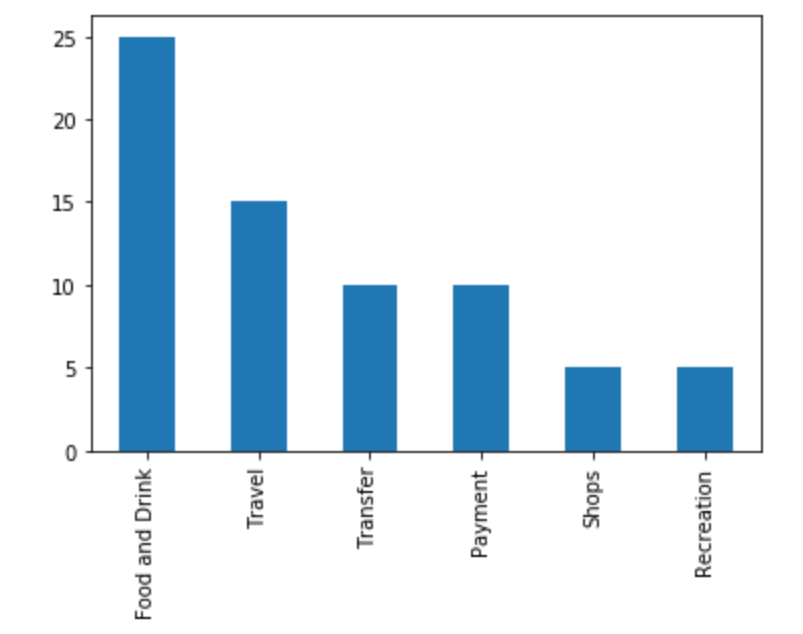 25
20
15
10
5
0
Food and Drink
Travel
Transfer
Payment
Shops
Recreation